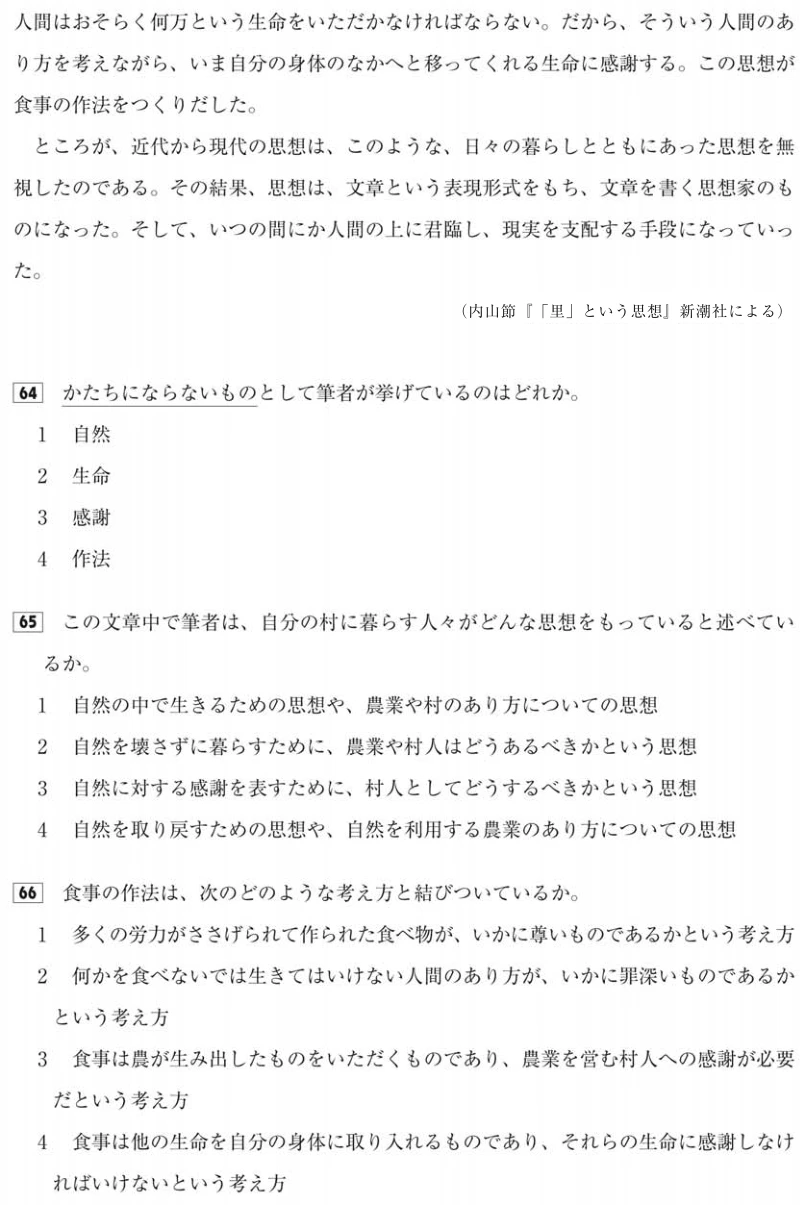 人間はおそらく何万という生命をいただかなければならない。だから、そういう人間のあ
り方を考えながら、いま自分の身体のなかへと移ってくれる生命に感謝する。この思想が
食事の作法をつくりだした。
ところが、近代から現代の思想は、このような、日々の暮らしとともにあった思想を無
視したのである。その結果、思想は、文章という表現形式をもち、文章を書く思想家のも
のになった。そして、いつの間にか人間の上に君臨し、現実を支配する手段になっていっ
た。
（内山節『「里」という思想』新潮社による）
64 かたちにならないものとして筆者が挙げているのはどれか。
1 自然
2 生命
3 感謝
4 作法
65 この文章中で筆者は、自分の村に暮らす人々がどんな思想をもっていると述べてい
るか。
1 自然の中で生きるための思想や、農業や村のあり方についての思想
2 自然を壊さずに暮らすために、農業や村人はどうあるべきかという思想
3 自然に対する感謝を表すために、村人としてどうするべきかという思想
4 自然を取り戻すための思想や、自然を利用する農業のあり方についての思想
66 食事の作法は、次のどのような考え方と結びついているか。
1 多くの労力がささげられて作られた食べ物が、いかに尊いものであるかという考え方
2 何かを食べないでは生きてはいけない人間のあり方が、いかに罪深いものであるか
という考え方
3 食事は農が生み出したものをいただくものであり、農業を営む村人への感謝が必要
だという考え方
4 食事は他の生命を自分の身体に取り入れるものであり、それらの生命に感謝しなけ
ればいけないという考え方